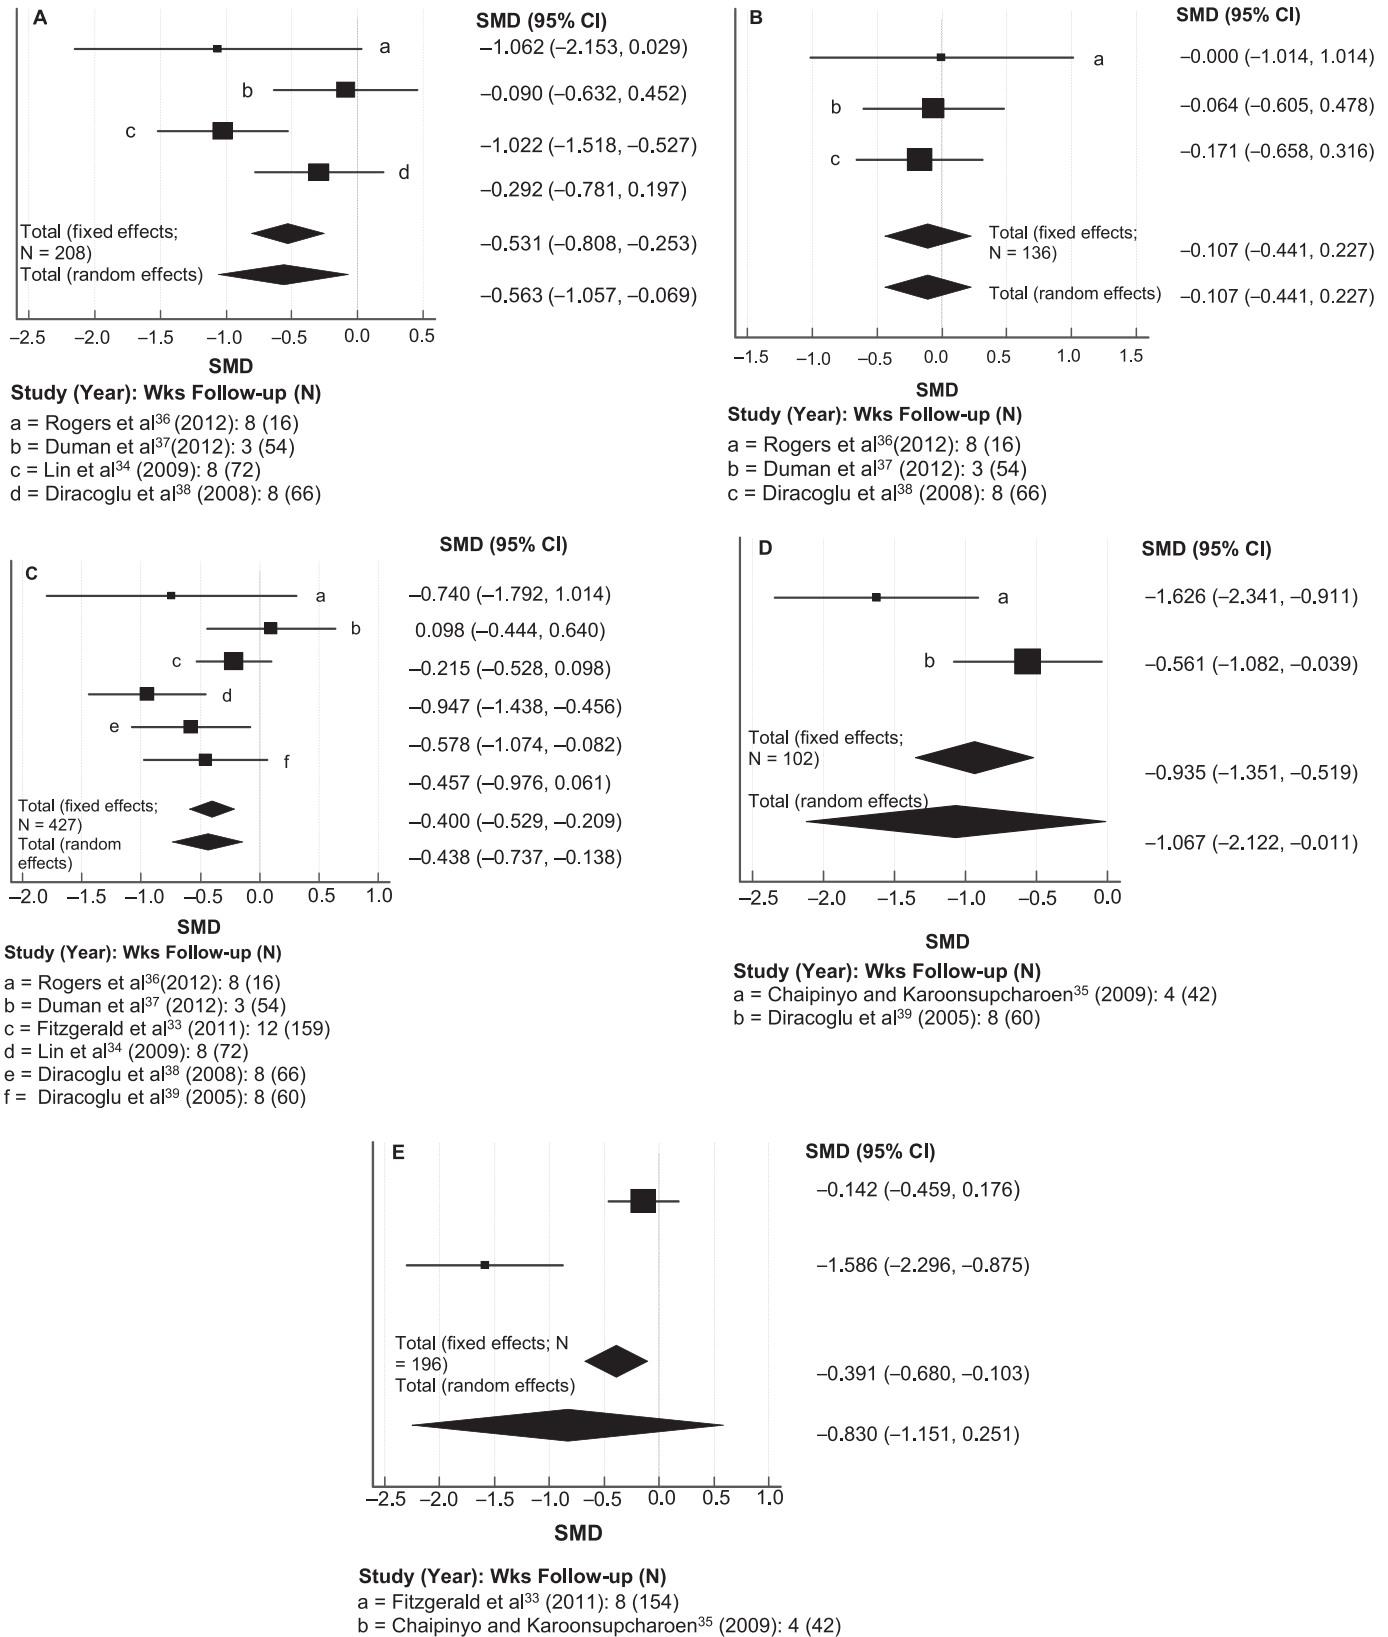 A
SMD (95% CI)
a
–1.062 (–2.153, 0.029)
b
–0.090 (–0.632, 0.452)
c
–1.022 (–1.518, –0.527)
d
–0.292 (–0.781, 0.197)
Total (fixed effects;
N = 208)
–0.531 (–0.808, –0.253)
Total (random effects)
–0.563 (–1.057, –0.069)
–2.5 –2.0 –1.5 –1.0 –0.5 0.0 0.5
SMD
Study (Year): Wks Follow-up (N)
a = Rogers et al36 (2012): 8 (16)
b = Duman et al37(2012): 3 (54)
c = Lin et al34 (2009): 8 (72)
d = Diracoglu et al38 (2008): 8 (66)
B
SMD (95% CI)
a
–0.000 (–1.014, 1.014)
b
–0.064 (–0.605, 0.478)
c
–0.171 (–0.658, 0.316)
Total (fixed effects;
N = 136)
–0.107 (–0.441, 0.227)
Total (random effects)
–0.107 (–0.441, 0.227)
–1.5 –1.0 –0.5 0.0 0.5 1.0 1.5
SMD
Study (Year): Wks Follow-up (N)
a = Rogers et al36(2012): 8 (16)
b = Duman et al37 (2012): 3 (54)
c = Diracoglu et al38 (2008): 8 (66)
C
SMD (95% CI)
a
–0.740 (–1.792, 1.014)
b
0.098 (–0.444, 0.640)
c
–0.215 (–0.528, 0.098)
d
–0.947 (–1.438, –0.456)
e
–0.578 (–1.074, –0.082)
f
–0.457 (–0.976, 0.061)
Total (fixed effects;
N = 427)
–0.400 (–0.529, –0.209)
Total (random
effects)
–0.438 (–0.737, –0.138)
–2.0 –1.5 –1.0 –0.5 0.0 0.5 1.0
SMD
Study (Year): Wks Follow-up (N)
a = Rogers et al36(2012): 8 (16)
b = Duman et al37 (2012): 3 (54)
c = Fitzgerald et al33 (2011): 12 (159)
d = Lin et al34 (2009): 8 (72)
e = Diracoglu et al38 (2008): 8 (66)
f = Diracoglu et al39 (2005): 8 (60)
D
SMD (95% CI)
a
–1.626 (–2.341, –0.911)
b
–0.561 (–1.082, –0.039)
Total (fixed effects;
N = 102)
–0.935 (–1.351, –0.519)
Total (random effects)
–1.067 (–2.122, –0.011)
–2.5 –2.0 –1.5 –1.0 –0.5 0.0
SMD
Study (Year): Wks Follow-up (N)
a = Chaipinyo and Karoonsupcharoen35 (2009): 4 (42)
b = Diracoglu et al39 (2005): 8 (60)
E
SMD (95% CI)
–0.142 (–0.459, 0.176)
–1.586 (–2.296, –0.875)
Total (fixed effects; N
= 196)
–0.391 (–0.680, –0.103)
Total (random effects)
–0.830 (–1.151, 0.251)
–2.5 –2.0 –1.5 –1.0 –0.5 0.0 0.5 1.0
SMD
Study (Year): Wks Follow-up (N)
a = Fitzgerald et al33 (2011): 8 (154)
b = Chaipinyo and Karoonsupcharoen35 (2009): 4 (42)